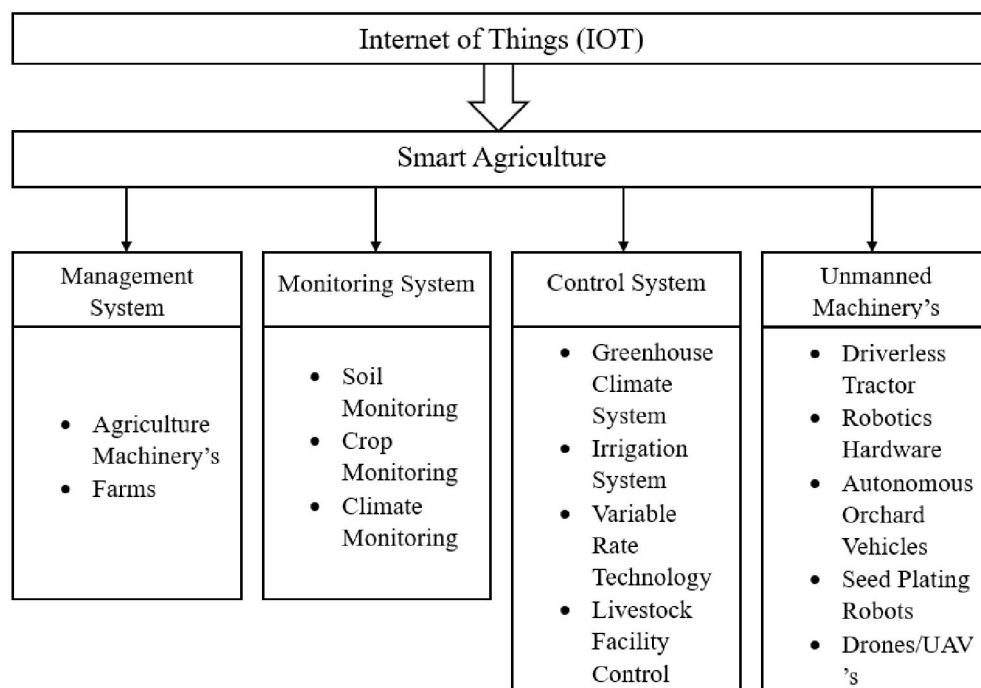 Internet of Things (IOT)
Smart Agriculture
Management
System
• Agriculture
Machinery's
• Farms
Monitoring System
• Soil
Monitoring
• Crop
Monitoring
• Climate
Monitoring
Control System
• Greenhouse
Climate
System
• Irrigation
System
• Variable
Rate
Technology
• Livestock
Facility
Control
Unmanned
Machinery's
• Driverless
Tractor
• Robotics
Hardware
• Autonomous
Orchard
Vehicles
• Seed Plating
Robots
• Drones/UAV
's